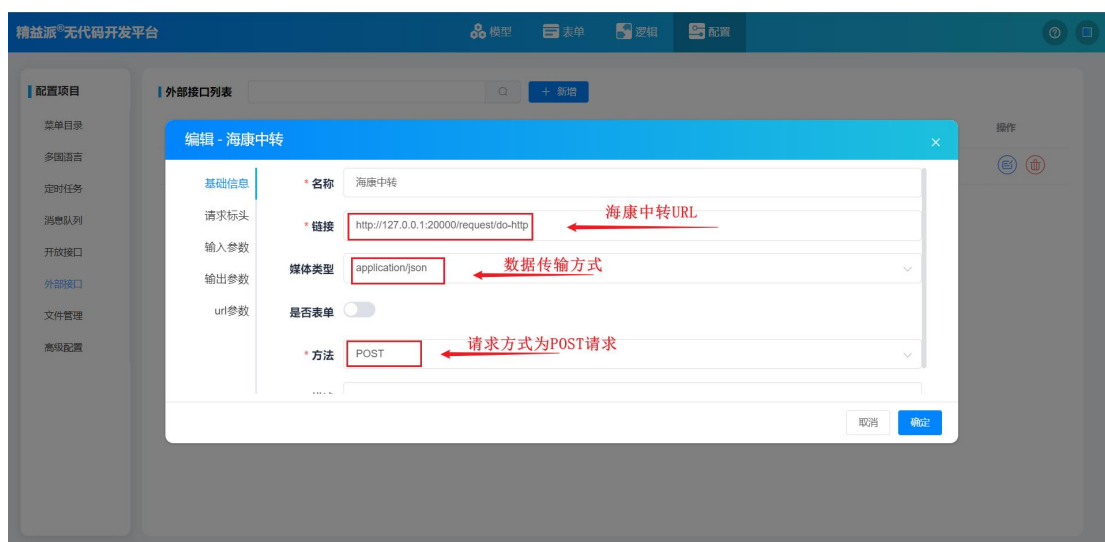 精益派®无代码开发平台
模型
表单
逻辑
配置
配置项目
菜单目录
多国语言
定时任务
消息队列
开放接口
外部接口
文件管理
高级配置
外部接口列表
+ 新增
操作
编辑 - 海康中转
×
基础信息
请求标头
输入参数
输出参数
url参数
* 名称
海康中转
* 链接
http://127.0.0.1:20000/request/do-http
海康中转URL
媒体类型
application/json
数据传输方式
是否表单
* 方法
POST
请求方式为POST请求
取消
确定